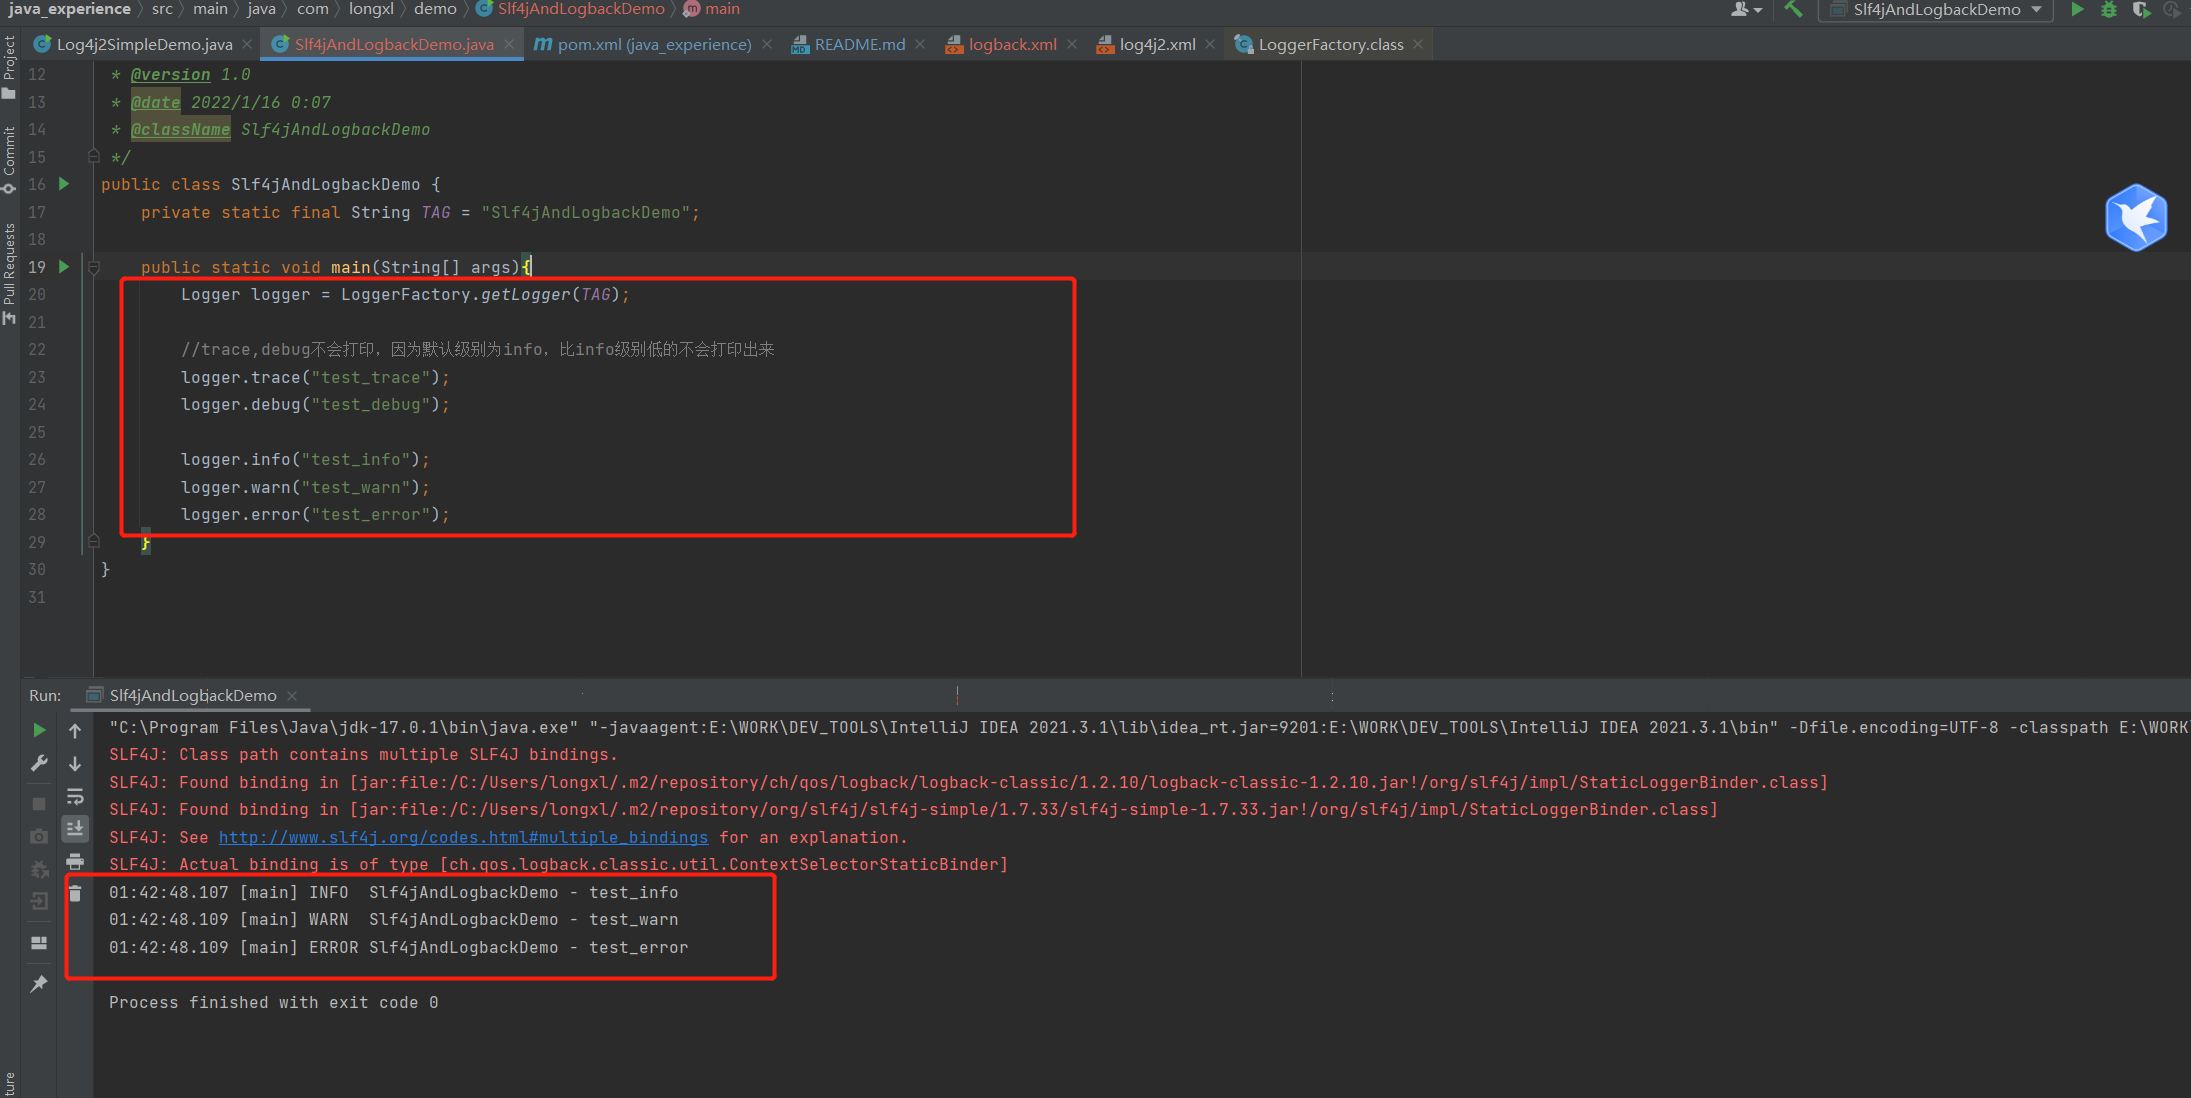 java_experience 〉 src 〉 main 〉 java 〉 com 〉 longxl 〉 demo 〉 Slf4jAndLogbackDemo 〉 main
Slf4jAndLogbackDemo
Log4j2SimpleDemo.java Slf4jAndLogbackDemo.java pom.xml (java_experience) README.md logback.xml log4j2.xml LoggerFactory.class
Project
Commit
Pull Requests
12 * @version 1.0
13 * @date 2022/1/16 0:07
14 * @className Slf4jAndLogbackDemo
15 */
16 public class Slf4jAndLogbackDemo {
17 private static final String TAG = "Slf4jAndLogbackDemo";
18
19 public static void main(String[] args){
20 Logger logger = LoggerFactory.getLogger(TAG);
21
22 //trace,debug不会打印，因为默认级别为info，比info级别低的不会打印出来
23 logger.trace("test_trace");
24 logger.debug("test_debug");
25
26 logger.info("test_info");
27 logger.warn("test_warn");
28 logger.error("test_error");
29 }
30 }
31
Run: Slf4jAndLogbackDemo
"C:\Program Files\Java\jdk-17.0.1\bin\java.exe" "-javaagent:E:\WORK\DEV_TOOLS\IntelliJ IDEA 2021.3.1\lib\idea_rt.jar=9201:E:\WORK\DEV_TOOLS\IntelliJ IDEA 2021.3.1\bin" -Dfile.encoding=UTF-8 -classpath E:\WORK
SLF4J: Class path contains multiple SLF4J bindings.
SLF4J: Found binding in [jar:file:/C:/Users/longxl/.m2/repository/ch/qos/logback/logback-classic/1.2.10/logback-classic-1.2.10.jar!/org/slf4j/impl/StaticLoggerBinder.class]
SLF4J: Found binding in [jar:file:/C:/Users/longxl/.m2/repository/org/slf4j/slf4j-simple/1.7.33/slf4j-simple-1.7.33.jar!/org/slf4j/impl/StaticLoggerBinder.class]
SLF4J: See http://www.slf4j.org/codes.html#multiple_bindings for an explanation.
SLF4J: Actual binding is of type [ch.qos.logback.classic.util.ContextSelectorStaticBinder]
01:42:48.107 [main] INFO  Slf4jAndLogbackDemo - test_info
01:42:48.109 [main] WARN  Slf4jAndLogbackDemo - test_warn
01:42:48.109 [main] ERROR Slf4jAndLogbackDemo - test_error
Process finished with exit code 0
ture